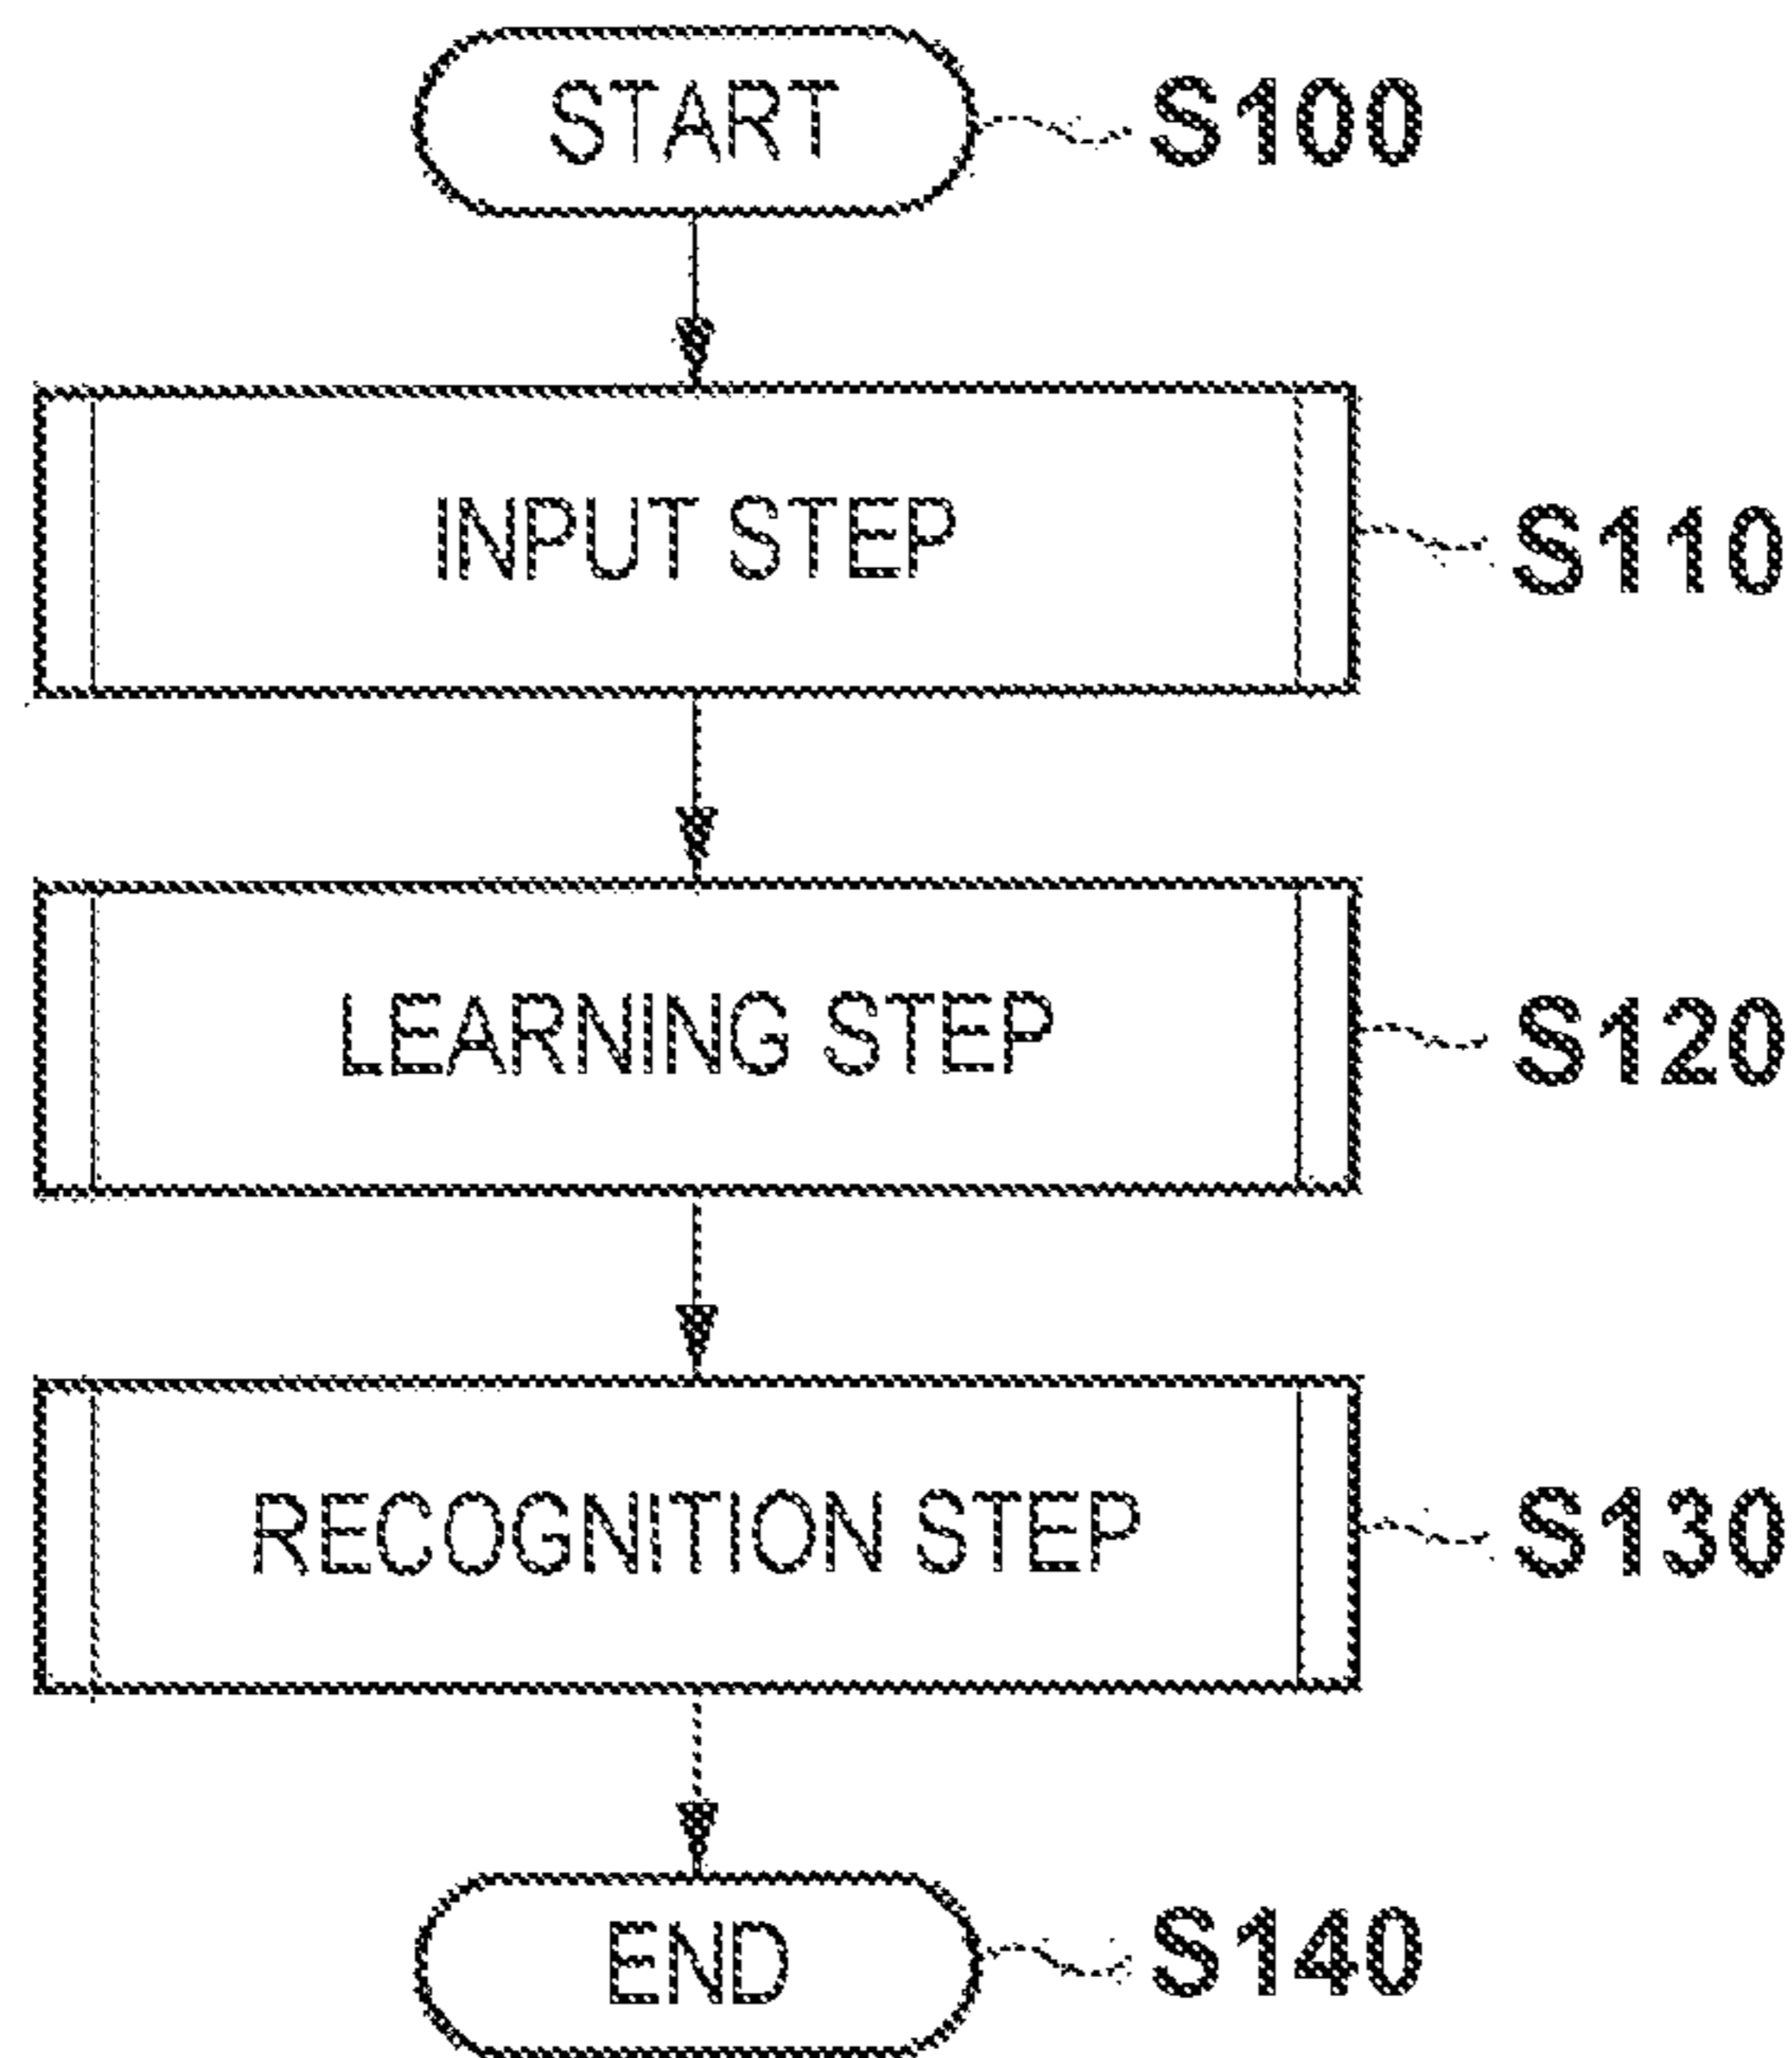 START S100
INPUT STEP S110
LEARNING STEP S120
RECOGNITION STEP S130
END S140